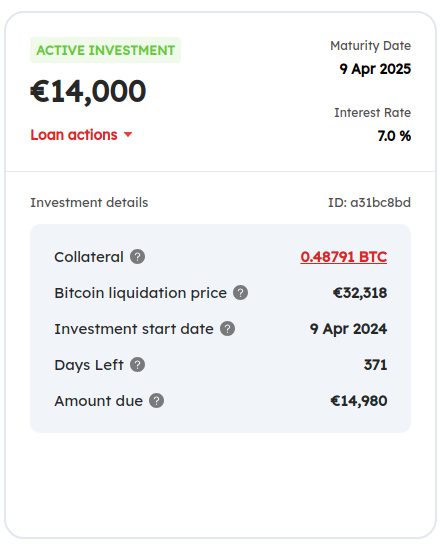 ACTIVE INVESTMENT
€14,000
Loan actions
Maturity Date
9 Apr 2025
Interest Rate
7.0 %
Investment details ID: a31bc8bd
Collateral ? 0.48791 BTC
Bitcoin liquidation price ? €32,318
Investment start date ? 9 Apr 2024
Days Left ? 371
Amount due ? €14,980